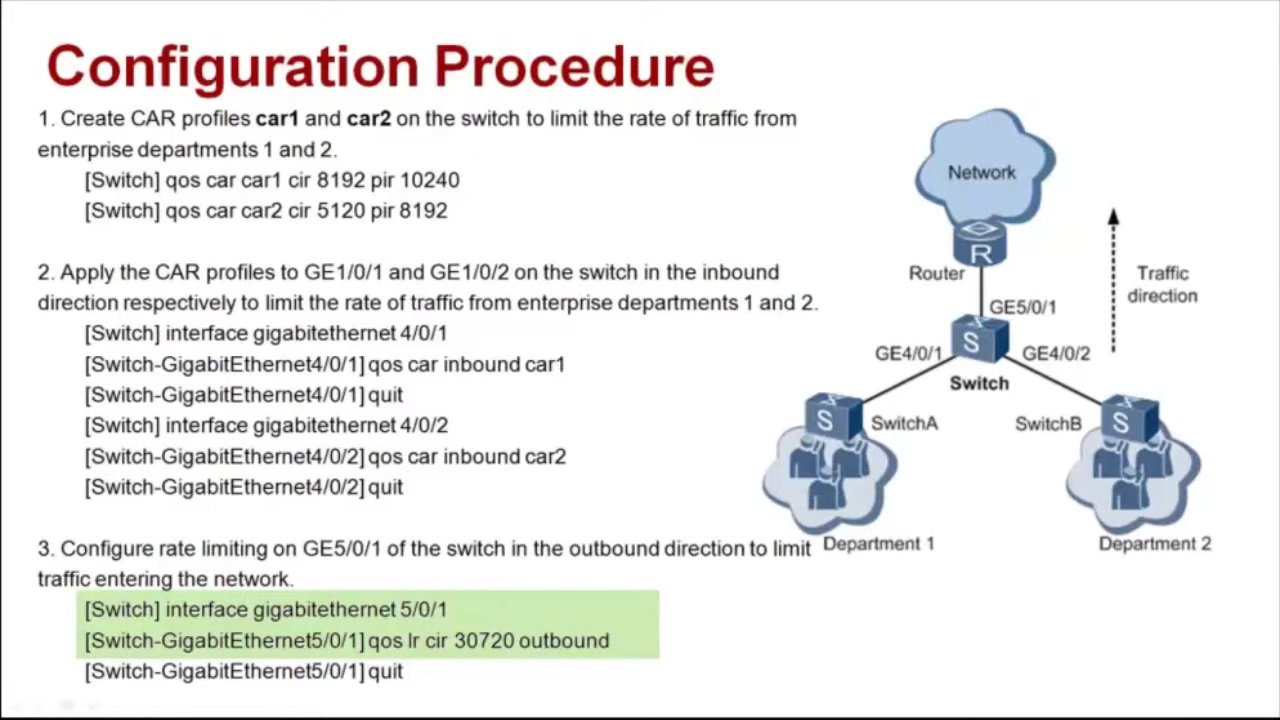 Configuration Procedure
1. Create CAR profiles car1 and car2 on the switch to limit the rate of traffic from
enterprise departments 1 and 2.
[Switch] qos car car1 cir 8192 pir 10240
[Switch] qos car car2 cir 5120 pir 8192
2. Apply the CAR profiles to GE1/0/1 and GE1/0/2 on the switch in the inbound
direction respectively to limit the rate of traffic from enterprise departments 1 and 2.
[Switch] interface gigabitethernet 4/0/1
[Switch-GigabitEthernet4/0/1] qos car inbound car1
[Switch-GigabitEthernet4/0/1] quit
[Switch] interface gigabitethernet 4/0/2
[Switch-GigabitEthernet4/0/2] qos car inbound car2
[Switch-GigabitEthernet4/0/2] quit
3. Configure rate limiting on GE5/0/1 of the switch in the outbound direction to limit
traffic entering the network.
[Switch] interface gigabitethernet 5/0/1
[Switch-GigabitEthernet5/0/1] qos lr cir 30720 outbound
[Switch-GigabitEthernet5/0/1] quit
Network
R
Router
Traffic
direction
GE5/0/1
S
GE4/0/1
GE4/0/2
Switch
S
SwitchA
SwitchB
S
Department 1
Department 2